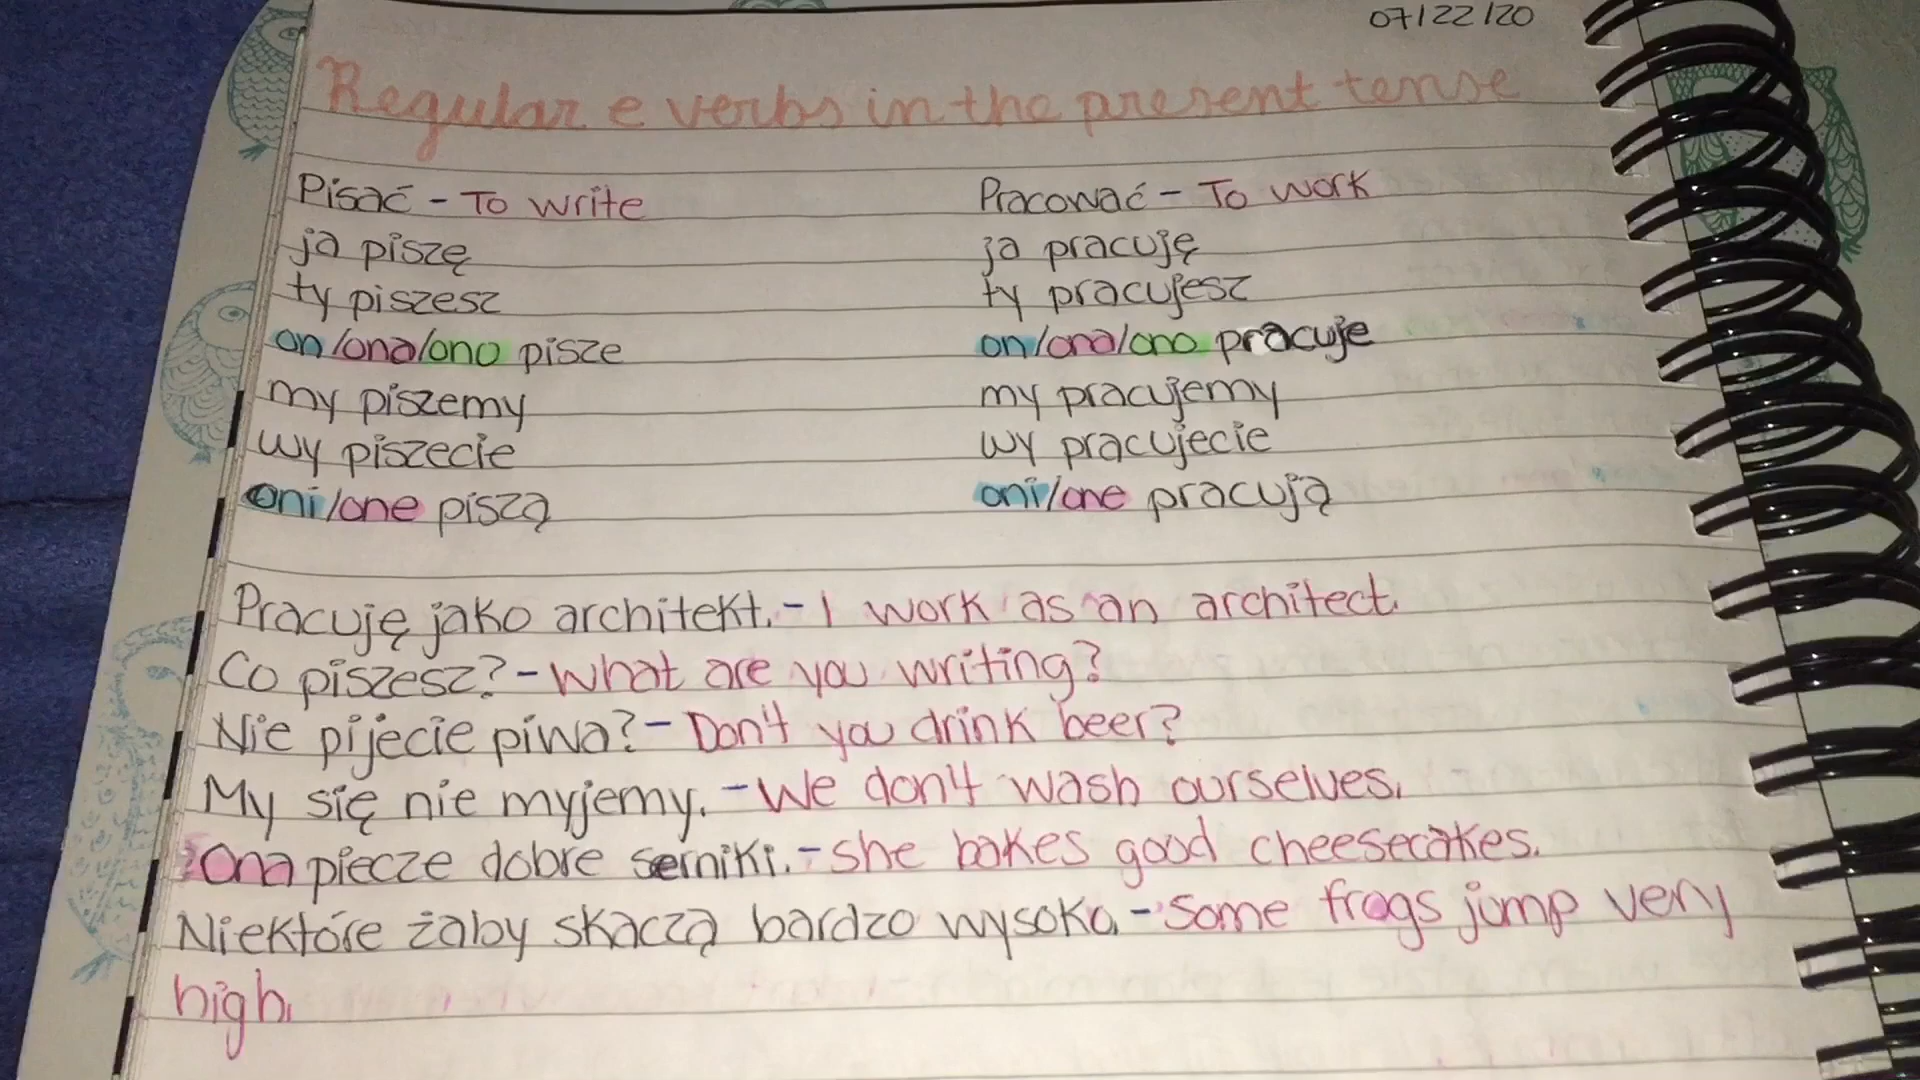 07/22/20
Regular e verbs in the present tense
Pisać - To write
Pracować - To work
ja piszę
ja pracuję
ty piszesz
ty pracujesz
on/ona/ono pisze
on/ona/ono pracuje
my piszemy
my pracujemy
wy piszecie
wy pracujecie
oni/one piszą
oni/one pracują
Pracuję jako architekt. - I work as an architect.
Co piszesz? - What are you writing?
Nie pijecie piwa? - Don't you drink beer?
My się nie myjemy. - We don't wash ourselves.
Ona piecze dobre serniki. - She bakes good cheesecakes.
Niektóre żaby skaczą bardzo wysoko. - Some frogs jump very
high.